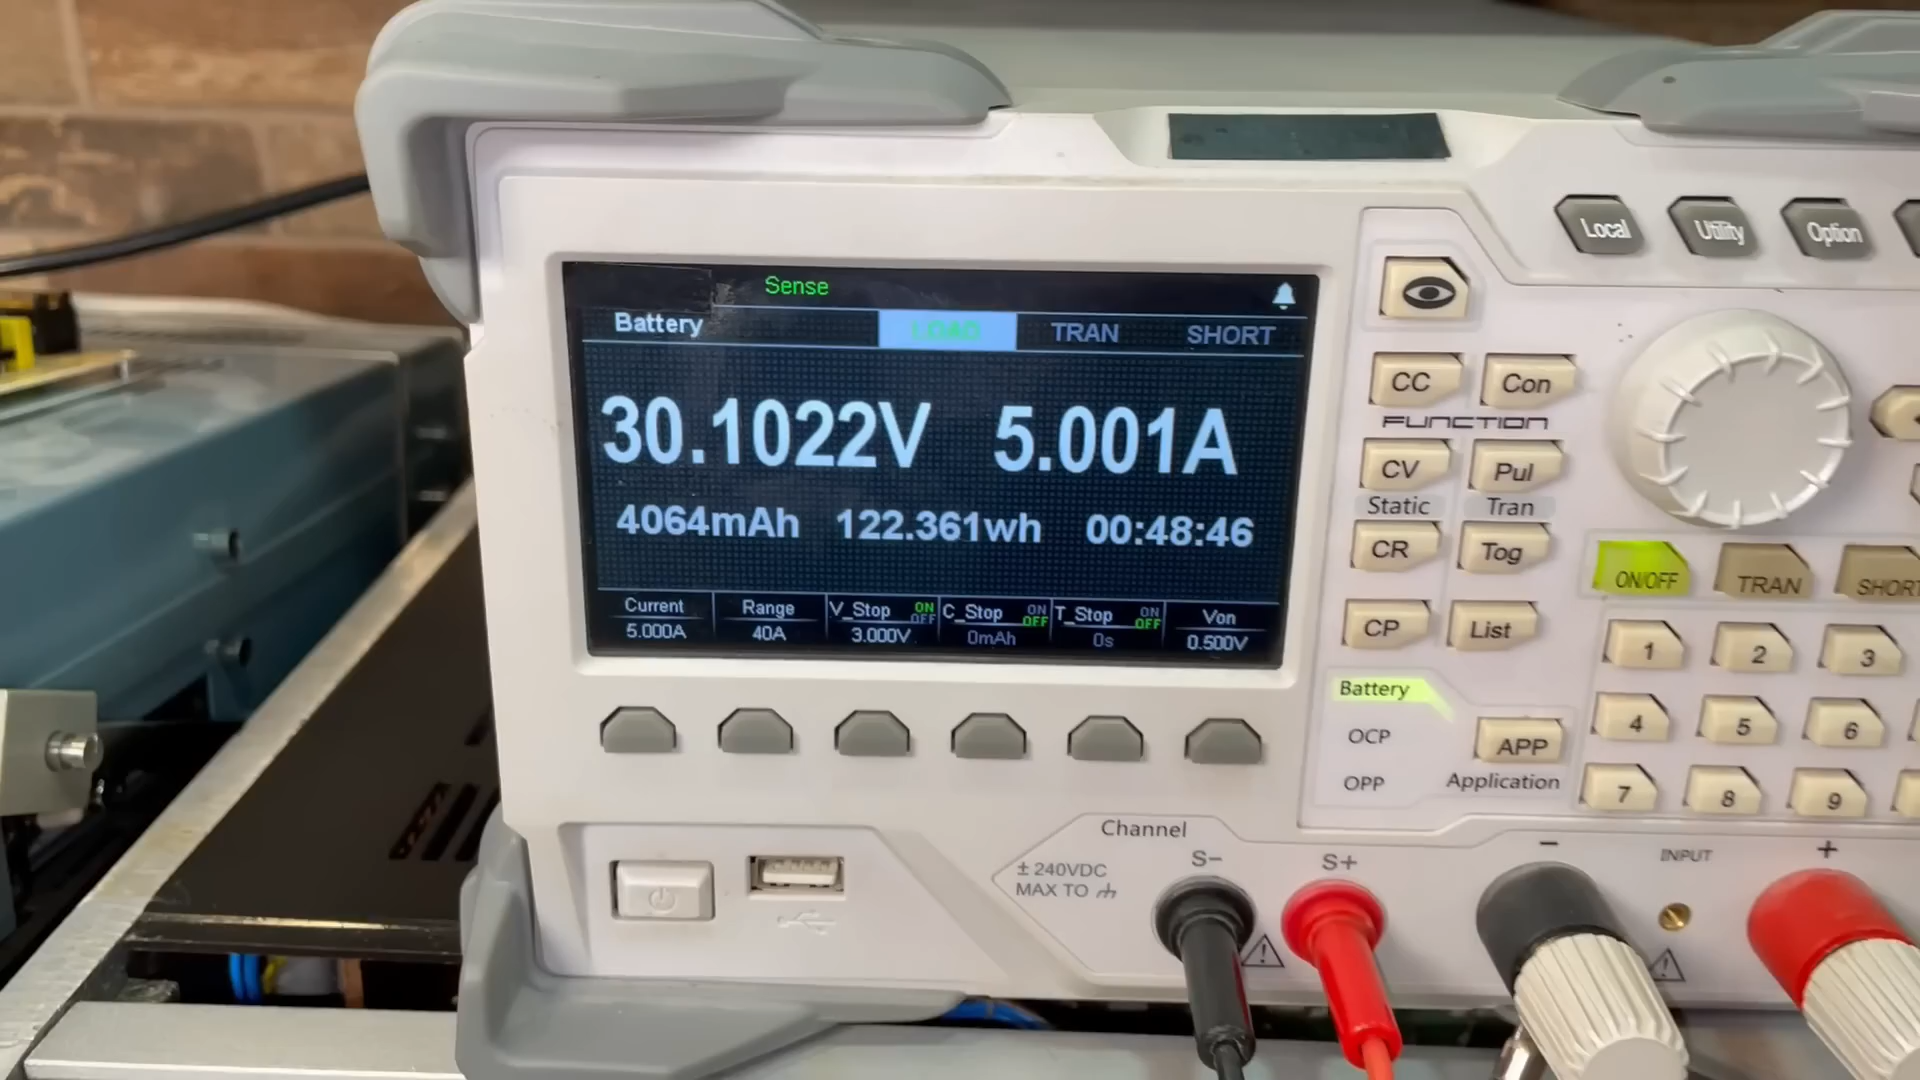 Local Utility Option
Sense
Battery LOAD TRAN SHORT
30.1022V 5.001A
4064mAh 122.361wh 00:48:46
Current Range V_Stop ON OFF C_Stop ON OFF T_Stop ON OFF Von
5.000A 40A 3.000V 0mAh 0s 0.500V
CC Con
FUNCTION
CV Pul
Static Tran
CR Tog
CP List
ON/OFF TRAN SHORT
1 2 3
4 5 6
7 8 9
Battery
OCP
OPP
APP
Application
Channel
± 240VDC
MAX TO
S- S+
− INPUT +